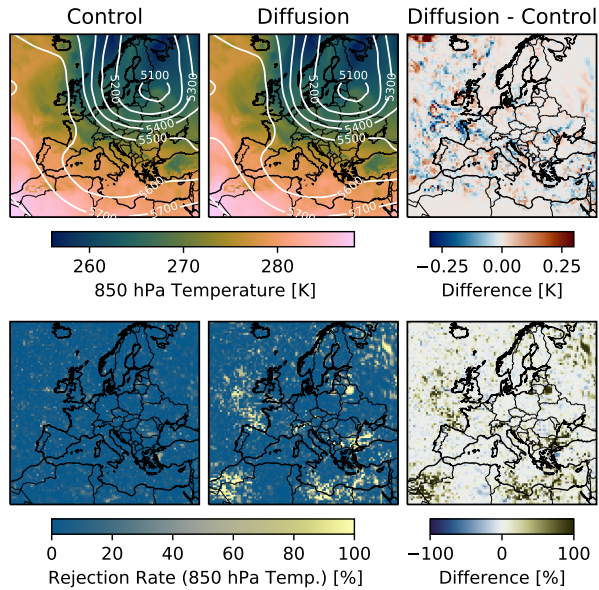 Control Diffusion Diffusion - Control
5100 5200 5300 5400 5500 5600 5700
5100 5200 5300 5400 5500 5600 5700
260 270 280
850 hPa Temperature [K]
−0.25 0.00 0.25
Difference [K]
0 20 40 60 80 100
Rejection Rate (850 hPa Temp.) [%]
−100 0 100
Difference [%]